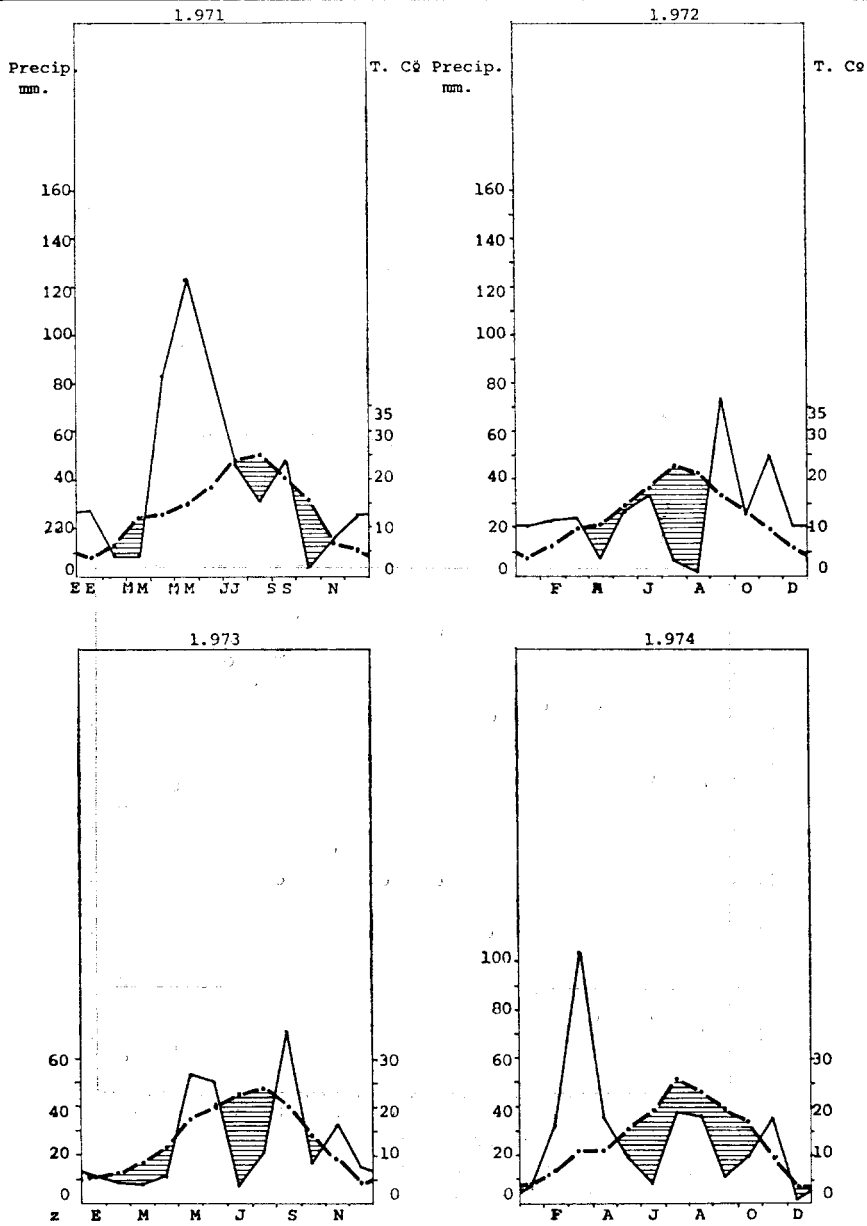 1.971 1.972
Precip. T. Cº Precip. T. Cº
mm. mm.
160 160
140 140
120 120
100 100
80 80
35 35
60 30 60 30
40 20 40 20
220 10 20 10
0 0 0 0
E E M M M M J J S S N F A J A O D
1.973 1.974
100
80
60 30 60 30
40 20 40 20
20 10 20 10
0 0 0 0
z E M M J S N F A J A O D